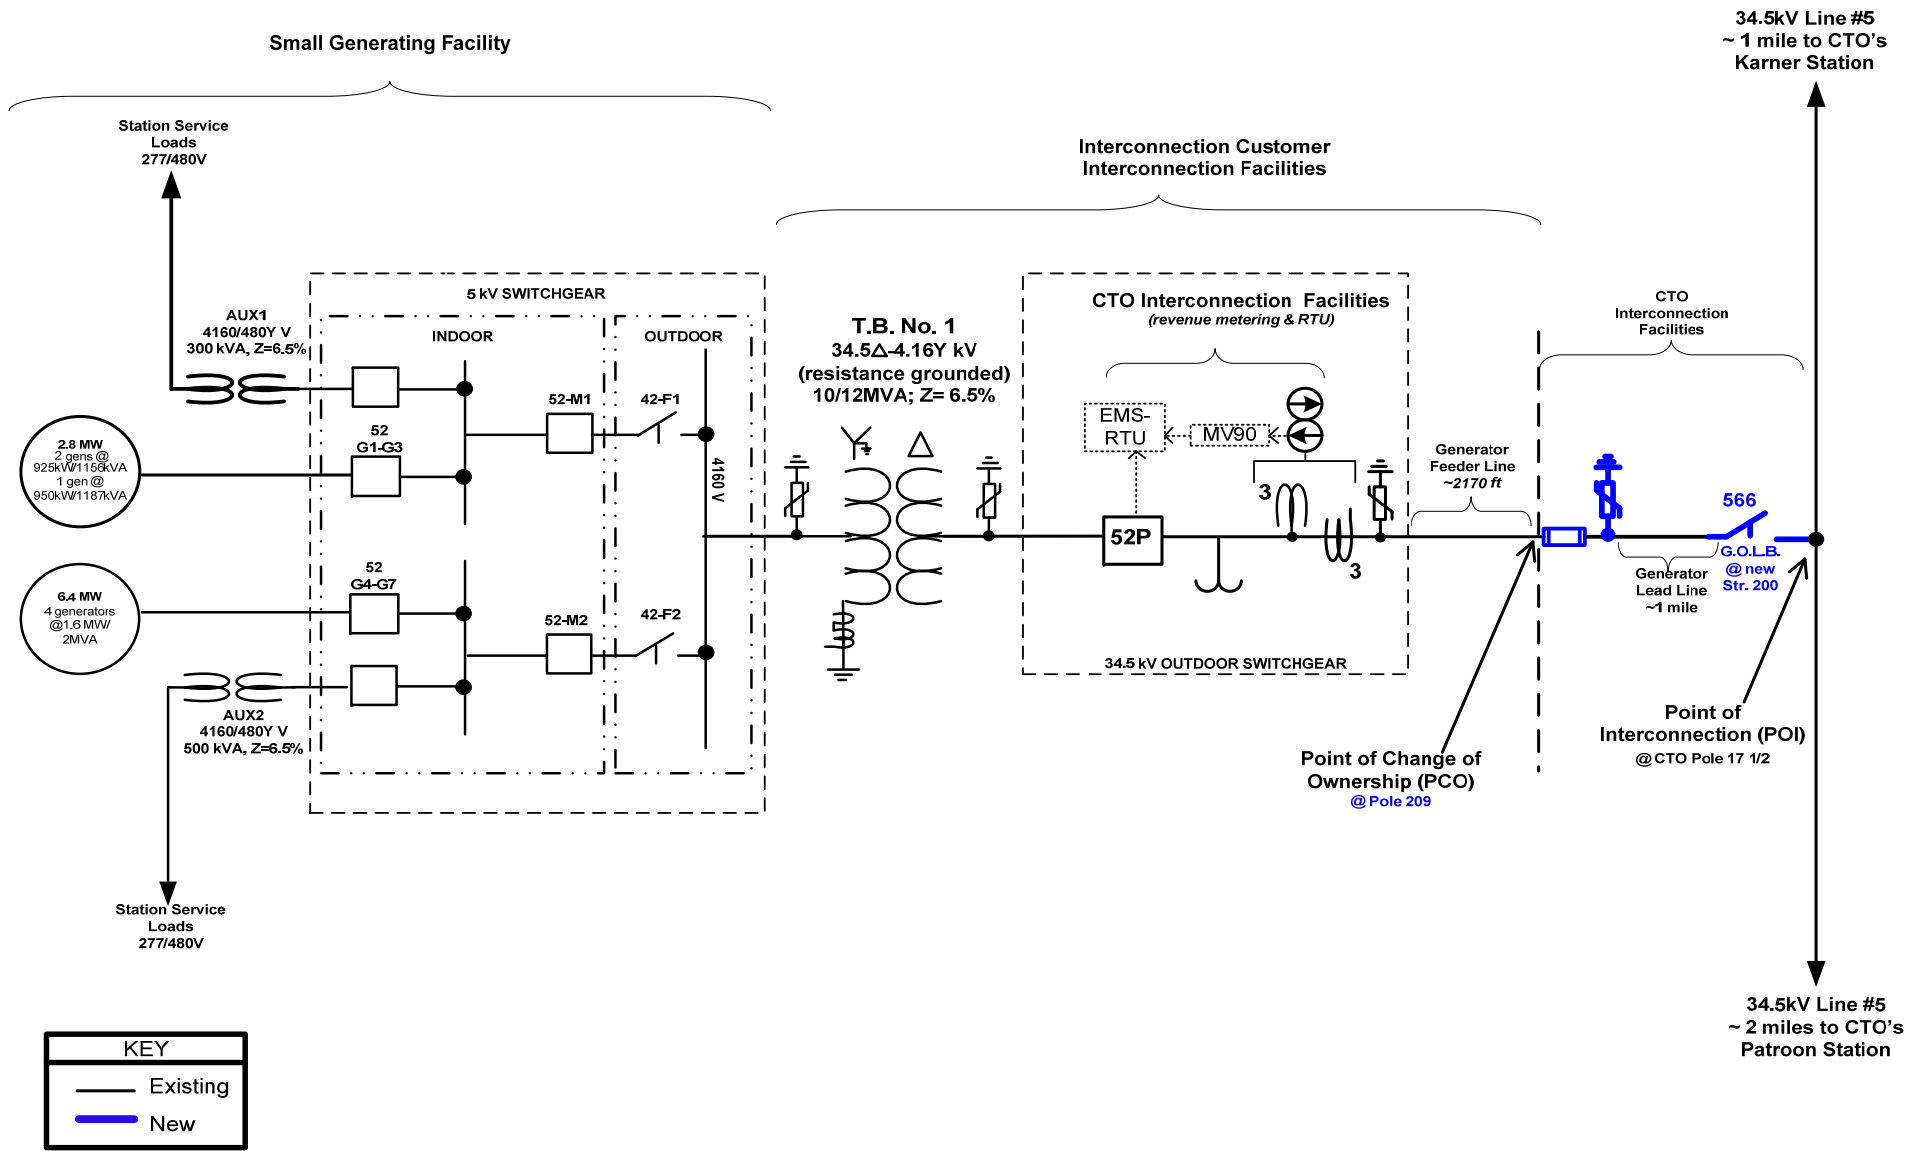 Small Generating Facility
34.5kV Line #5
~ 1 mile to CTO's
Karner Station
Station Service
Loads
277/480V
Interconnection Customer
Interconnection Facilities
5 kV SWITCHGEAR
INDOOR
OUTDOOR
AUX1
4160/480Y V
300 kVA, Z=6.5%
52
G1-G3
52-M1
42-F1
2.8 MW
2 gens @
925kW/1156kVA
1 gen @
950kW/1187kVA
4160 V
52
G4-G7
52-M2
42-F2
6.4 MW
4 generators
@1.6 MW/
2MVA
AUX2
4160/480Y V
500 kVA, Z=6.5%
Station Service
Loads
277/480V
T.B. No. 1
34.5Δ-4.16Y kV
(resistance grounded)
10/12MVA; Z= 6.5%
CTO Interconnection Facilities
(revenue metering & RTU)
EMS-
RTU
MV90
3
3
52P
34.5 kV OUTDOOR SWITCHGEAR
Generator
Feeder Line
~2170 ft
CTO
Interconnection
Facilities
566
G.O.L.B.
@ new
Str. 200
Generator
Lead Line
~1 mile
Point of Change of
Ownership (PCO)
@ Pole 209
Point of
Interconnection (POI)
@ CTO Pole 17 1/2
34.5kV Line #5
~ 2 miles to CTO's
Patroon Station
KEY
Existing
New